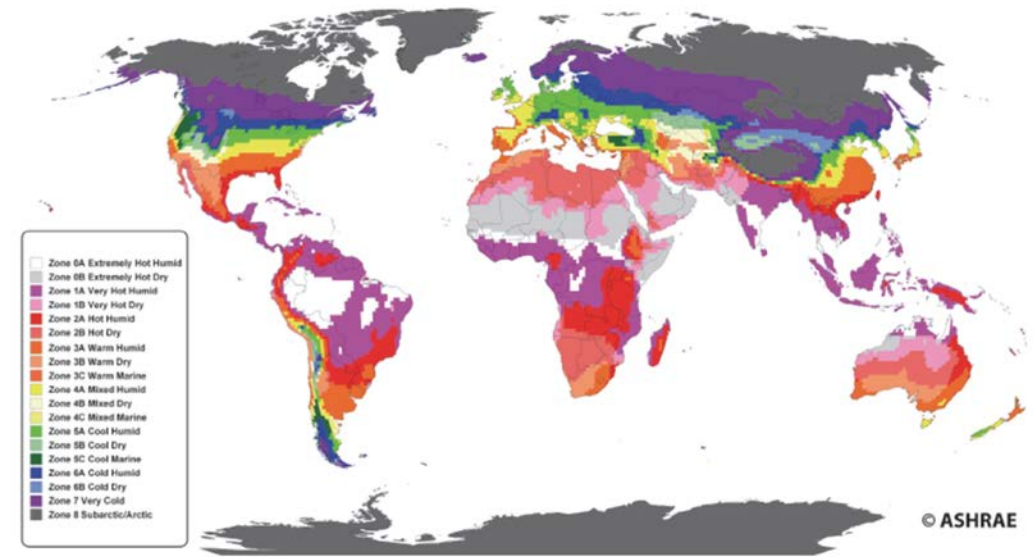 Zone 0A Extremely Hot Humid
Zone 0B Extremely Hot Dry
Zone 1A Very Hot Humid
Zone 1B Very Hot Dry
Zone 2A Hot Humid
Zone 2B Hot Dry
Zone 3A Warm Humid
Zone 3B Warm Dry
Zone 3C Warm Marine
Zone 4A Mixed Humid
Zone 4B Mixed Dry
Zone 4C Mixed Marine
Zone 5A Cool Humid
Zone 5B Cool Dry
Zone 5C Cool Marine
Zone 6A Cold Humid
Zone 6B Cold Dry
Zone 7 Very Cold
Zone 8 Subarctic/Arctic
© ASHRAE